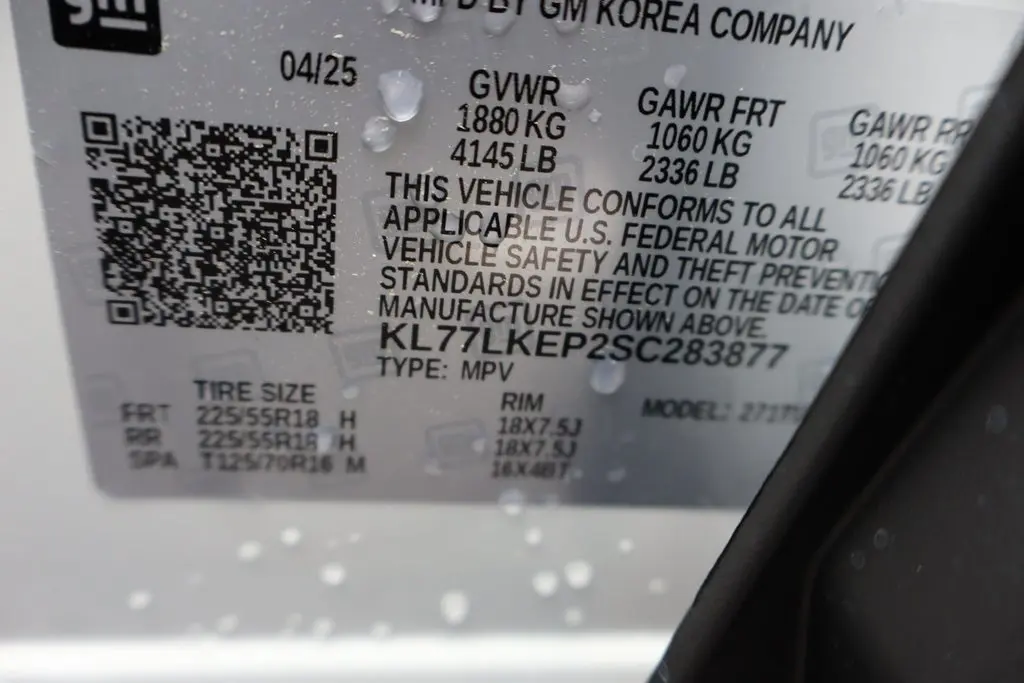 gm
MFD BY GM KOREA COMPANY
04/25
GVWR
1880 KG
4145 LB
GAWR FRT
1060 KG
2336 LB
GAWR RR
1060 KG
2336 LB
THIS VEHICLE CONFORMS TO ALL
APPLICABLE U.S. FEDERAL MOTOR
VEHICLE SAFETY AND THEFT PREVENTI
STANDARDS IN EFFECT ON THE DATE O
MANUFACTURE SHOWN ABOVE.
KL77LKEP2SC283877
TYPE: MPV
TIRE SIZE RIM MODEL: 271T
FRT 225/55R18 H 18X7.5J
RR 225/55R18 H 18X7.5J
SPA T125/70R16 M 16X4BT